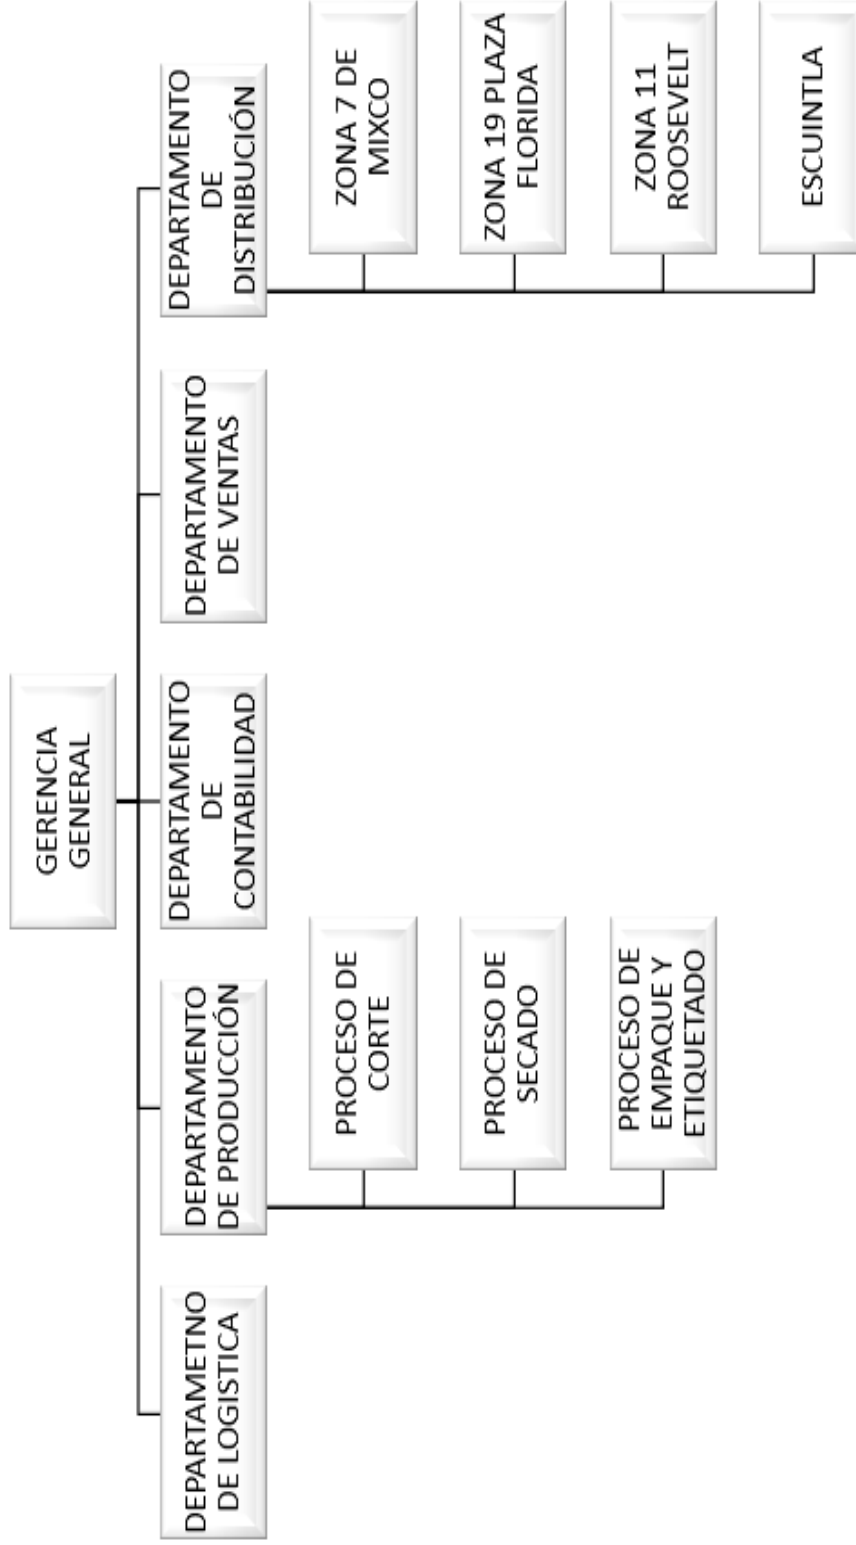 GERENCIA
GENERAL
DEPARTAMETNO
DE LOGISTICA
DEPARTAMENTO
DE PRODUCCIÓN
PROCESO DE
CORTE
PROCESO DE
SECADO
PROCESO DE
EMPAQUE Y
ETIQUETADO
DEPARTAMENTO
DE
CONTABILIDAD
DEPARTAMENTO
DE VENTAS
DEPARTAMENTO
DE
DISTRIBUCIÓN
ZONA 7 DE
MIXCO
ZONA 19 PLAZA
FLORIDA
ZONA 11
ROOSEVELT
ESCUINTLA